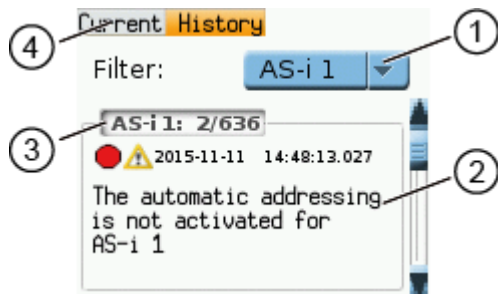 Current History
Filter: AS-i 1
AS-i 1: 2/636
2015-11-11 14:48:13.027
The automatic addressing
is not activated for
AS-i 1
1
2
3
4